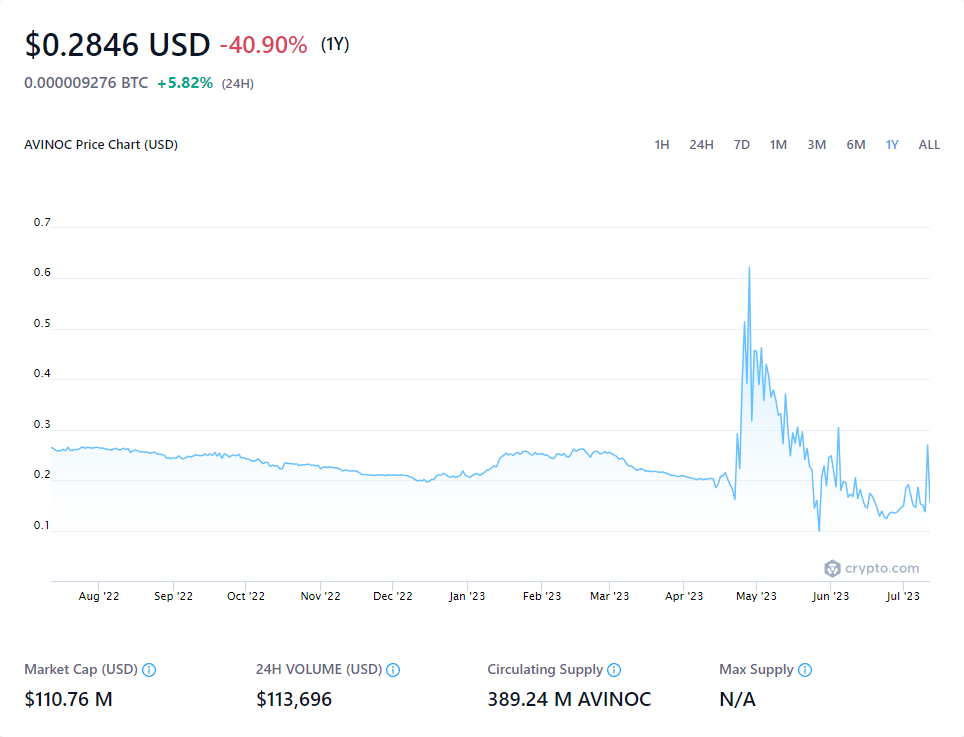 $0.2846 USD -40.90% (1Y)
0.000009276 BTC +5.82% (24H)
AVINOC Price Chart (USD) 1H 24H 7D 1M 3M 6M 1Y ALL
0.7
0.6
0.5
0.4
0.3
0.2
0.1
crypto.com
Aug '22 Sep '22 Oct '22 Nov '22 Dec '22 Jan '23 Feb '23 Mar '23 Apr '23 May '23 Jun '23 Jul '23
Market Cap (USD) 24H VOLUME (USD) Circulating Supply Max Supply
$110.76 M $113,696 389.24 M AVINOC N/A